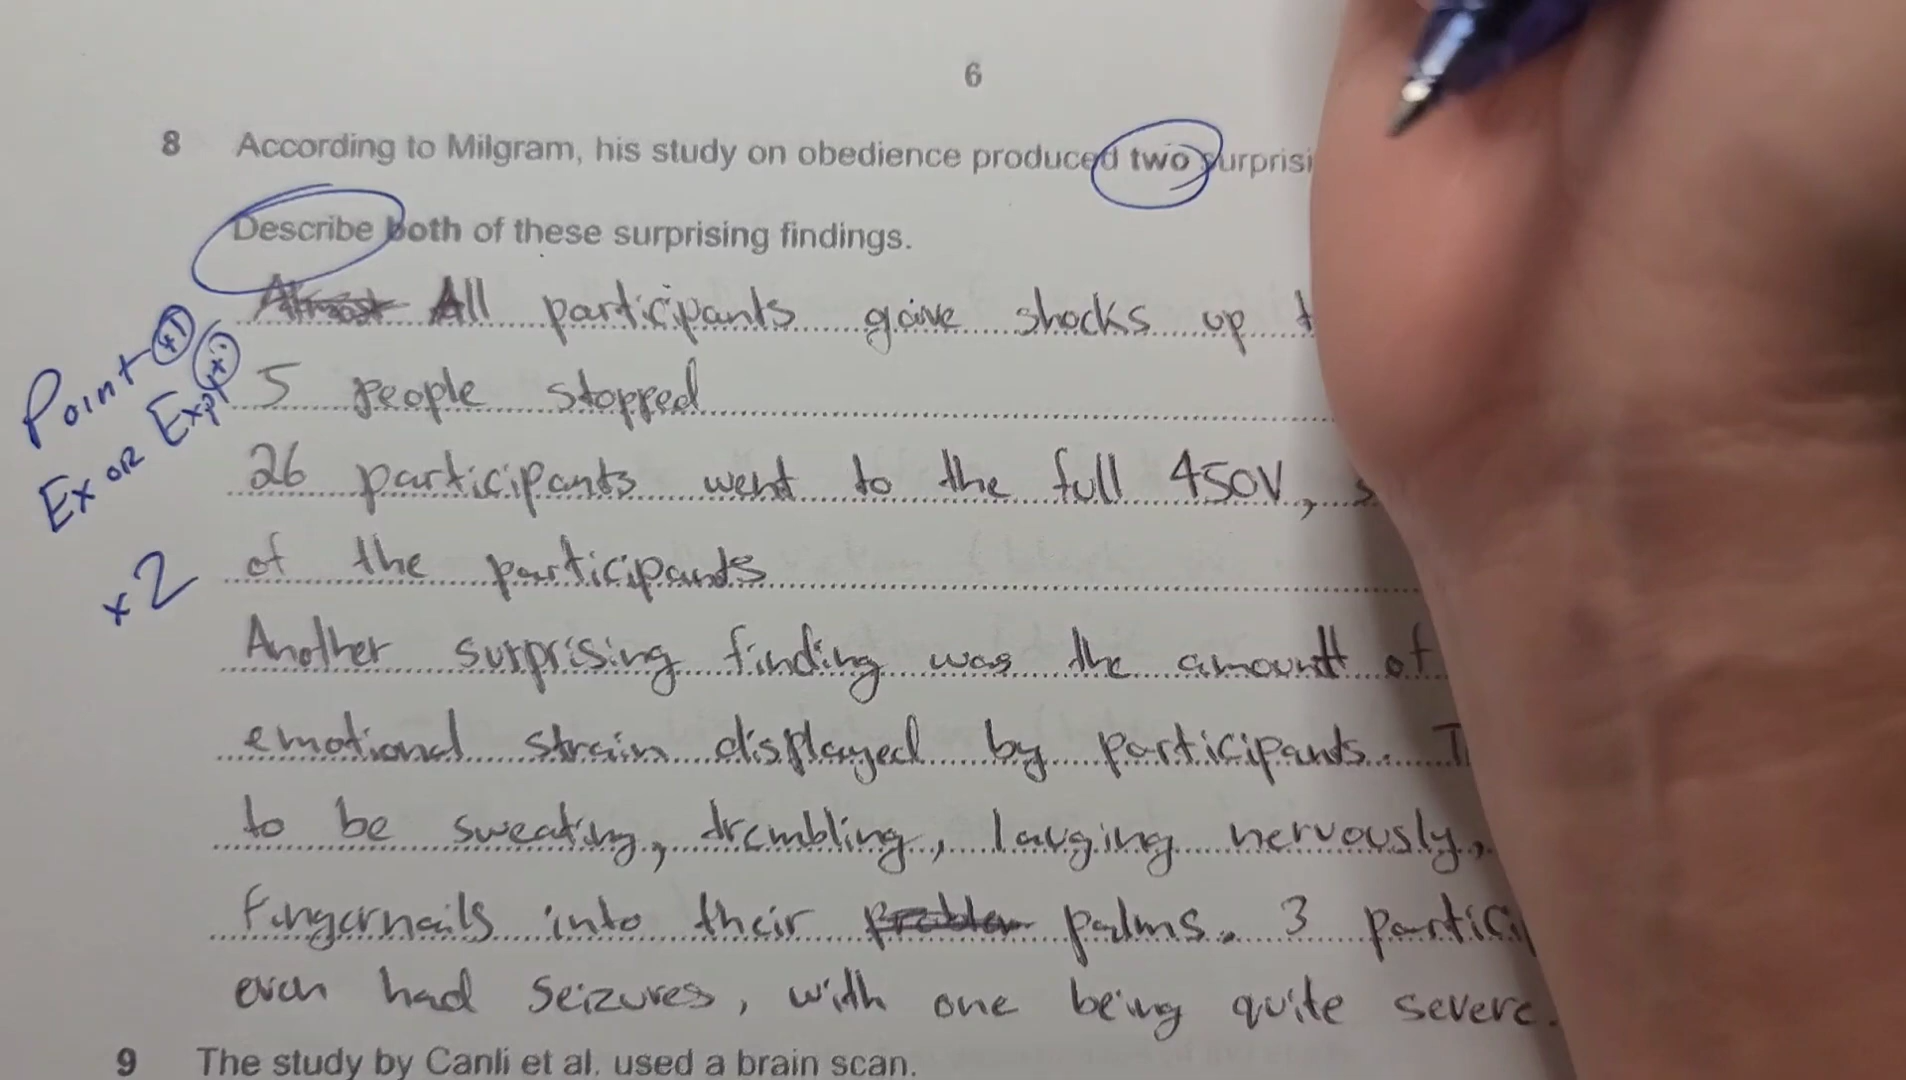 6
8 According to Milgram, his study on obedience produced two surprisi
Describe both of these surprising findings.
All participants gaive shocks up t
Point +1
5 people stopped
Ex OR Expl +1
26 participants went to the full 450V, s
of the participants
x2
Another surprising finding was the amount of
emotional strain displayed by participants. T
to be sweating, trembling, lauging nervously,
fingernails into their palms. 3 partici
even had seizures, with one being quite severe.
9 The study by Canli et al. used a brain scan.